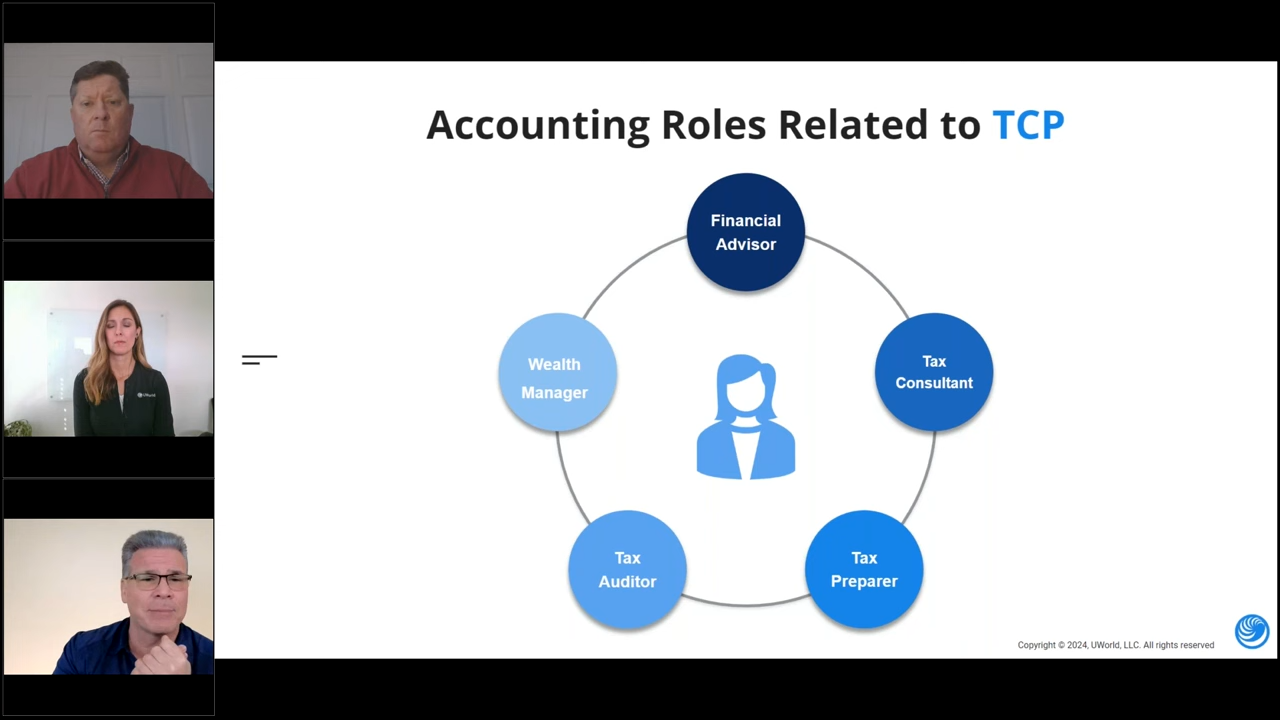 Accounting Roles Related to TCP
Financial
Advisor
Wealth
Manager
Tax
Consultant
Tax
Auditor
Tax
Preparer
UWorld
Copyright © 2024, UWorld, LLC. All rights reserved